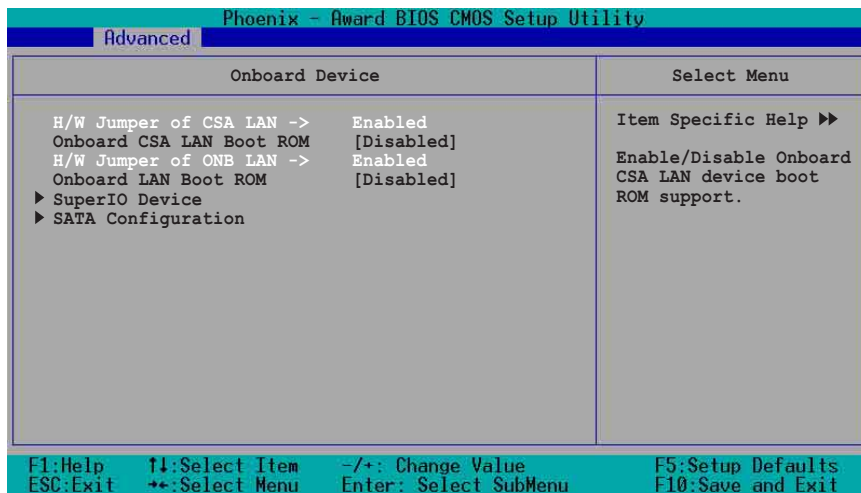 Phoenix - Award BIOS CMOS Setup Utility
Advanced
Onboard Device
Select Menu
H/W Jumper of CSA LAN -> Enabled
Onboard CSA LAN Boot ROM [Disabled]
H/W Jumper of ONB LAN -> Enabled
Onboard LAN Boot ROM [Disabled]
▶ SuperIO Device
▶ SATA Configuration
Item Specific Help ▶▶
Enable/Disable Onboard
CSA LAN device boot
ROM support.
F1:Help ↑↓:Select Item -/+: Change Value F5:Setup Defaults
ESC:Exit →←:Select Menu Enter: Select SubMenu F10:Save and Exit